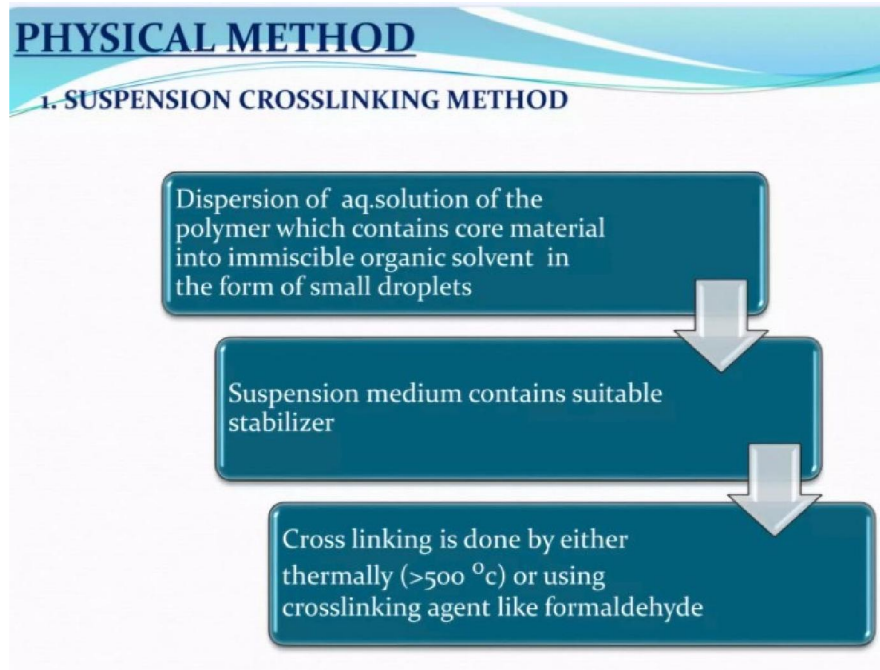 PHYSICAL METHOD
1. SUSPENSION CROSSLINKING METHOD
Dispersion of aq.solution of the
polymer which contains core material
into immiscible organic solvent in
the form of small droplets
Suspension medium contains suitable
stabilizer
Cross linking is done by either
thermally (>500 ⁰c) or using
crosslinking agent like formaldehyde